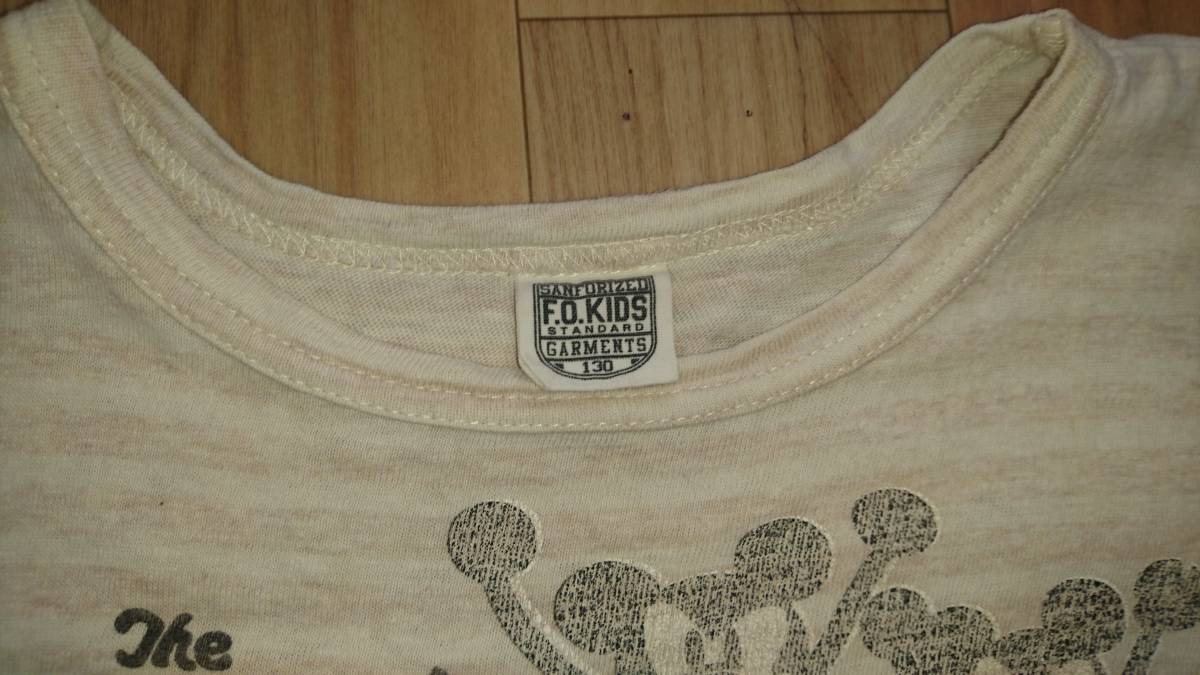 SANFORIZED
F.O.KIDS
STANDARD
GARMENTS
130
The